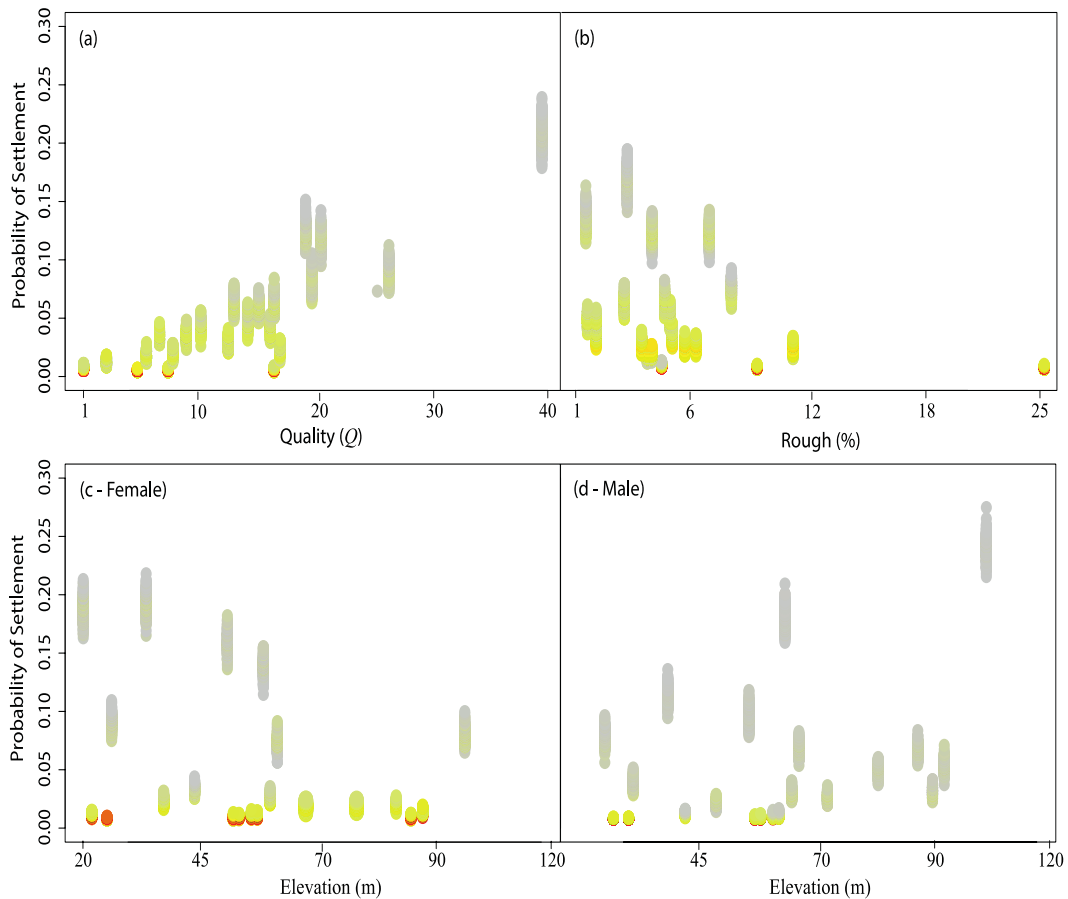 (a)
(b)
Probability of Settlement
0.00 0.05 0.10 0.15 0.20 0.25 0.30
1 10 20 30 40
1 6 12 18 25
Quality (Q)
Rough (%)
(c - Female)
(d - Male)
Probability of Settlement
0.00 0.05 0.10 0.15 0.20 0.25 0.30
20 45 70 90 120
45 70 90 120
Elevation (m)
Elevation (m)